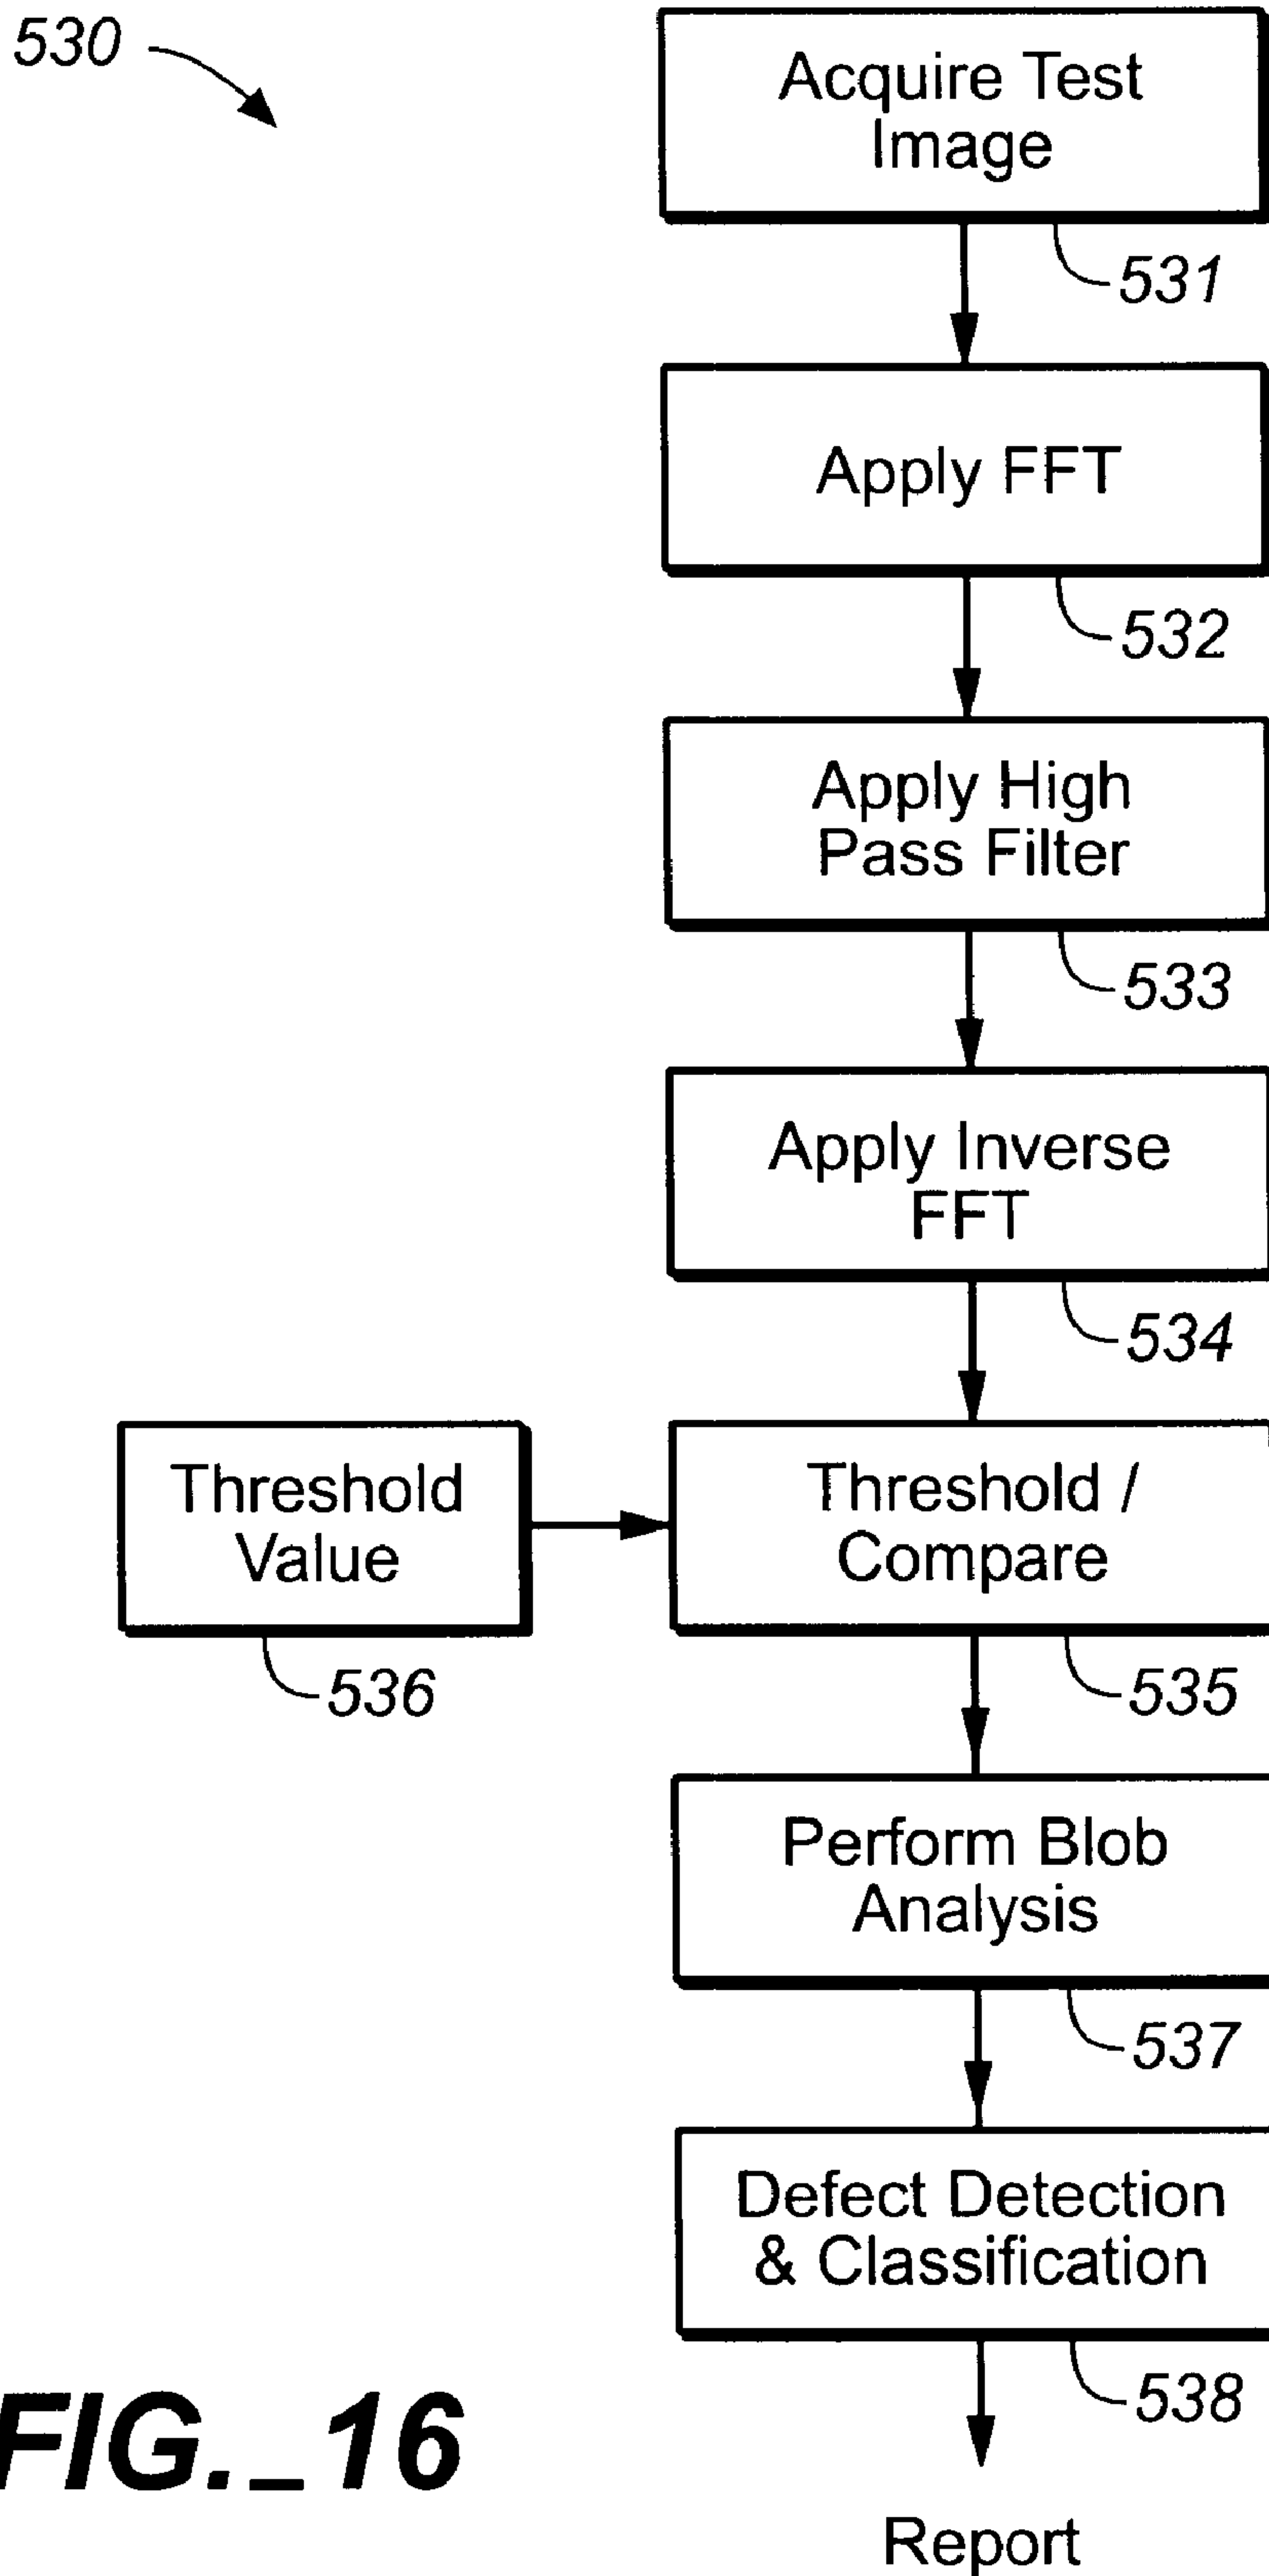 530
Acquire Test
Image
531
Apply FFT
532
Apply High
Pass Filter
533
Apply Inverse
FFT
534
Threshold
Value
536
Threshold /
Compare
535
Perform Blob
Analysis
537
Defect Detection
& Classification
538
Report
FIG._16